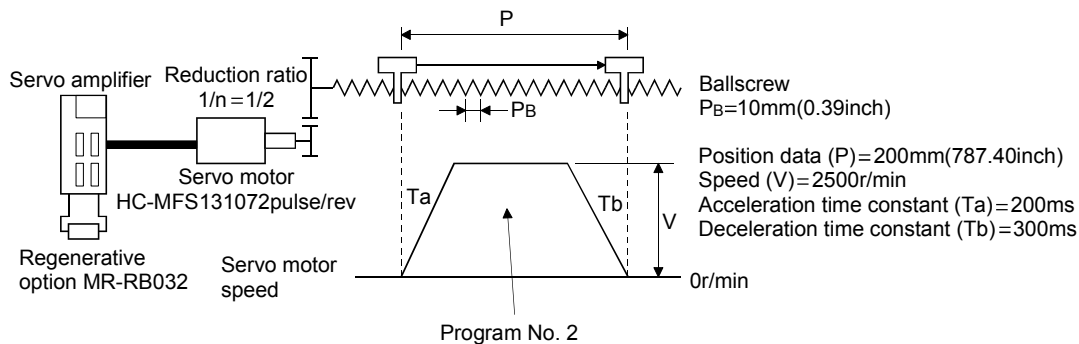 P
Servo amplifier
Reduction ratio
1/n=1/2
Ballscrew
PB=10mm(0.39inch)
PB
Servo motor
HC-MFS131072pulse/rev
Position data (P)=200mm(787.40inch)
Speed (V)=2500r/min
Acceleration time constant (Ta)=200ms
Deceleration time constant (Tb)=300ms
Ta
Tb
V
Regenerative
option MR-RB032
Servo motor
speed
0r/min
Program No. 2